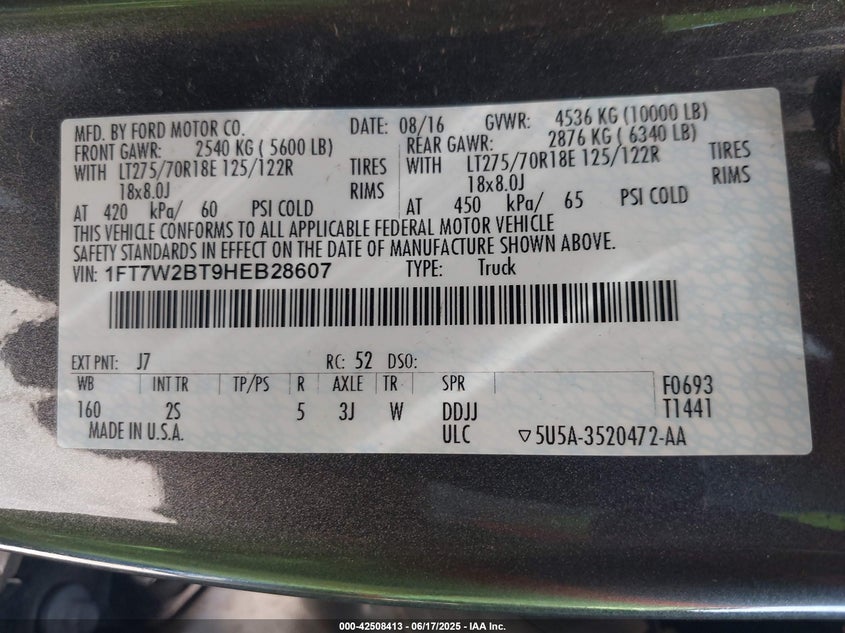 MFD. BY FORD MOTOR CO. DATE: 08/16 GVWR: 4536 KG (10000 LB)
FRONT GAWR: 2540 KG ( 5600 LB) REAR GAWR: 2876 KG ( 6340 LB)
WITH LT275/70R18E 125/122R TIRES WITH LT275/70R18E 125/122R TIRES
18x8.0J RIMS 18x8.0J RIMS
AT 420 kPa/ 60 PSI COLD AT 450 kPa/ 65 PSI COLD
THIS VEHICLE CONFORMS TO ALL APPLICABLE FEDERAL MOTOR VEHICLE
SAFETY STANDARDS IN EFFECT ON THE DATE OF MANUFACTURE SHOWN ABOVE.
VIN: 1FT7W2BT9HEB28607 TYPE: Truck
EXT PNT: J7 RC: 52 DSO:
WB INT TR TP/PS R AXLE TR SPR F0693
160 2S 5 3J W DDJJ T1441
MADE IN U.S.A. ULC ▽5U5A-3520472-AA
000-42508413 - 06/17/2025 - IAA Inc.